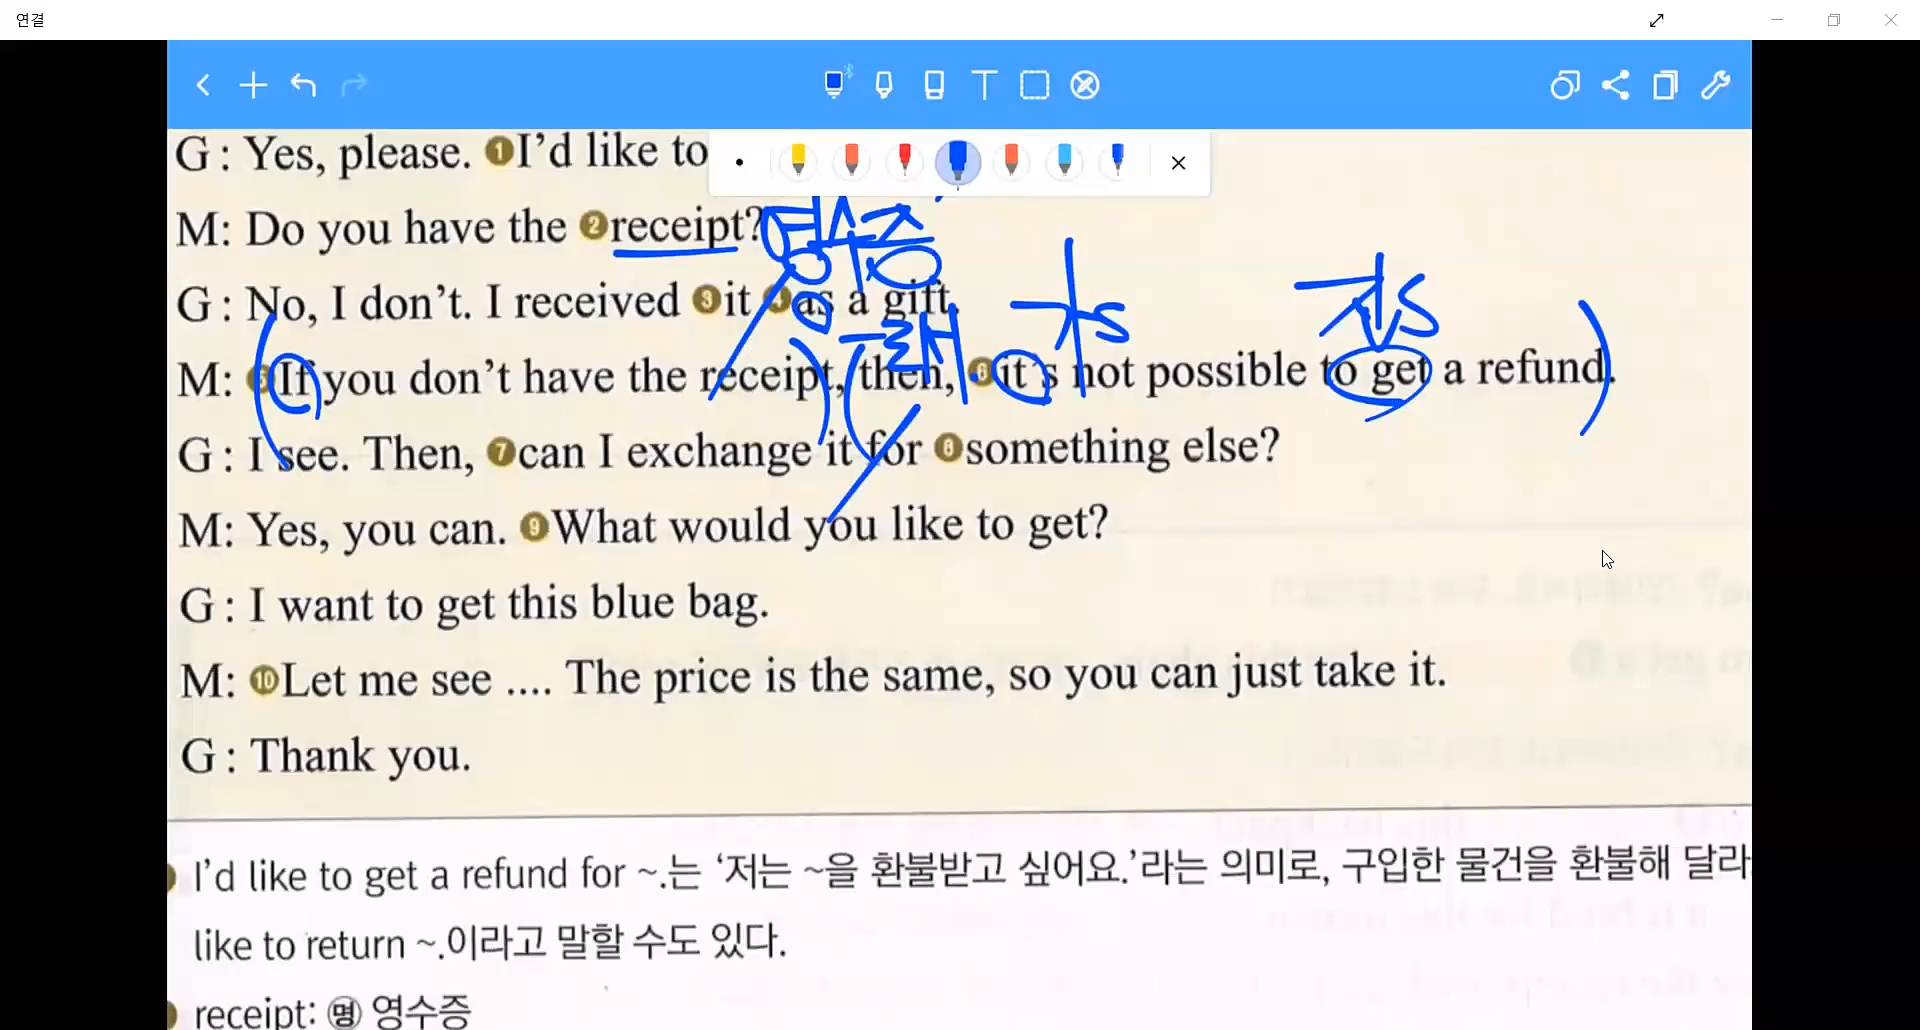 연결
G : Yes, please. ❶I'd like to
M: Do you have the ❷receipt? 영수증
G : No, I don't. I received ❸it ❹as a gift.
가S 진S
M: ❺If you don't have the receipt, then, ❻it's not possible to get a refund.
G : I see. Then, ❼can I exchange it for ❽something else?
M: Yes, you can. ❾What would you like to get?
G : I want to get this blue bag.
M: ❿Let me see .... The price is the same, so you can just take it.
G : Thank you.
I'd like to get a refund for ~.는 '저는 ~을 환불받고 싶어요.'라는 의미로, 구입한 물건을 환불해 달라
like to return ~.이라고 말할 수도 있다.
receipt: 명 영수증